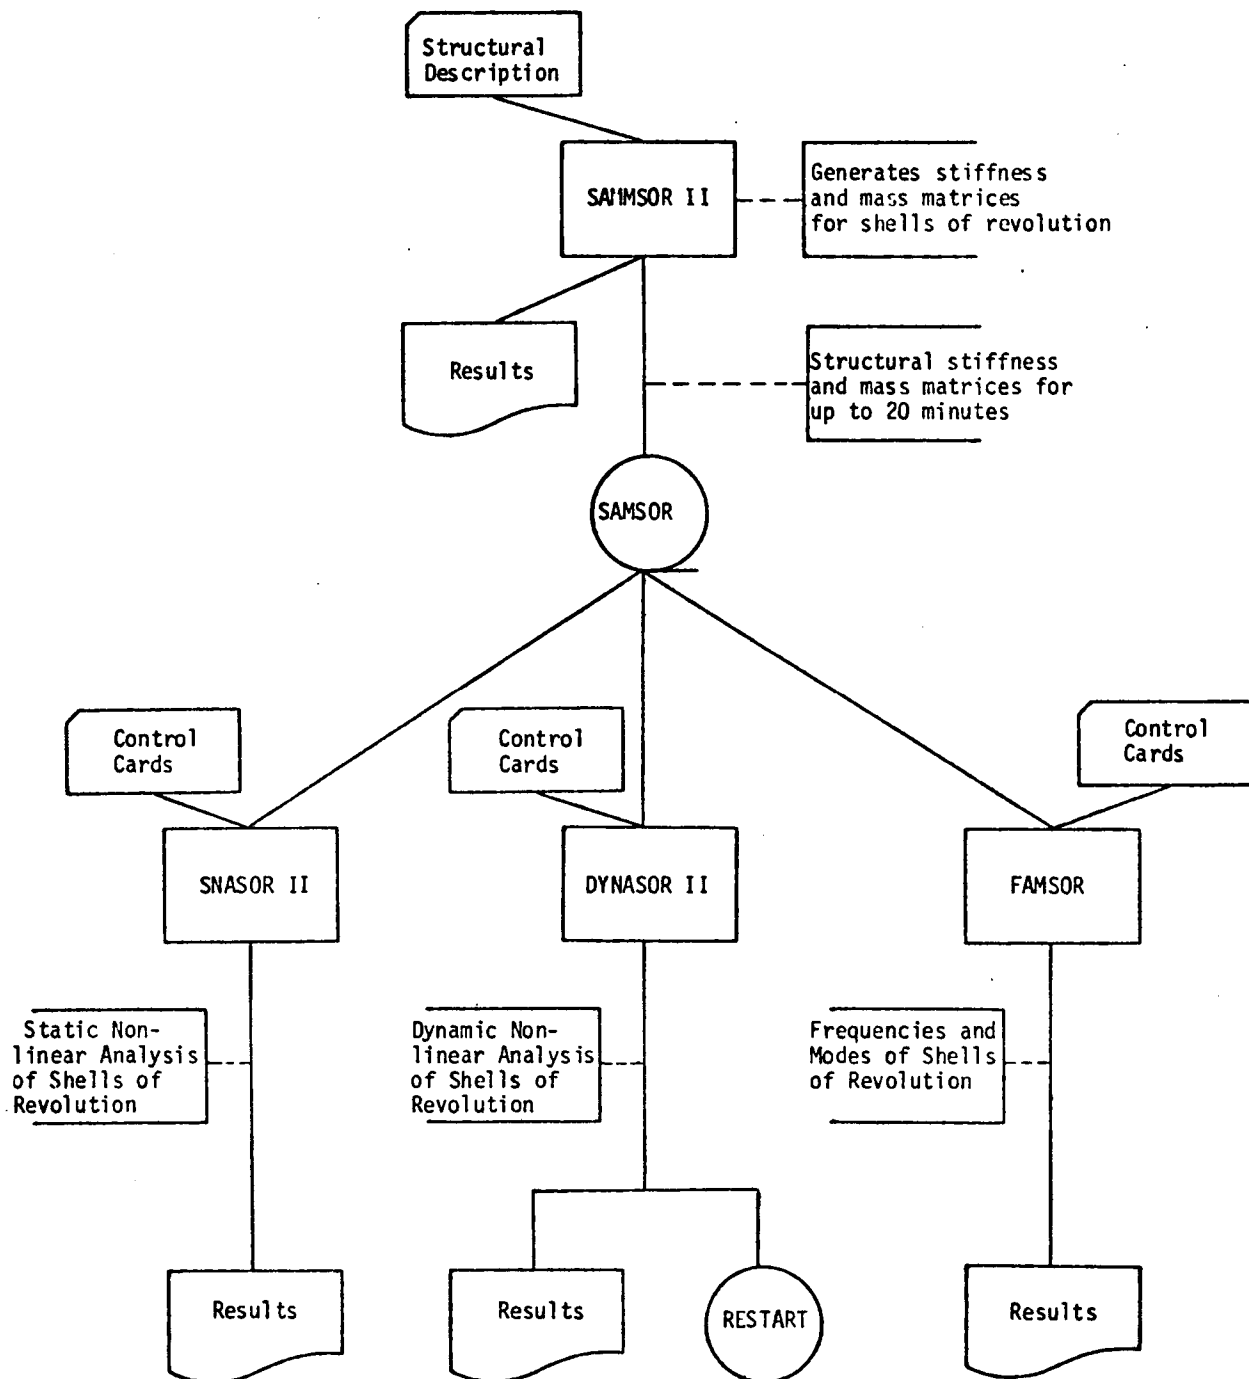 Structural
Description
SAMMSOR II
Generates stiffness
and mass matrices
for shells of revolution
Results
Structural stiffness
and mass matrices for
up to 20 minutes
SAMSOR
Control
Cards
Control
Cards
Control
Cards
SNASOR II
DYNASOR II
FAMSOR
Static Non-
linear Analysis
of Shells of
Revolution
Dynamic Non-
linear Analysis
of Shells of
Revolution
Frequencies and
Modes of Shells
of Revolution
Results
Results
RESTART
Results